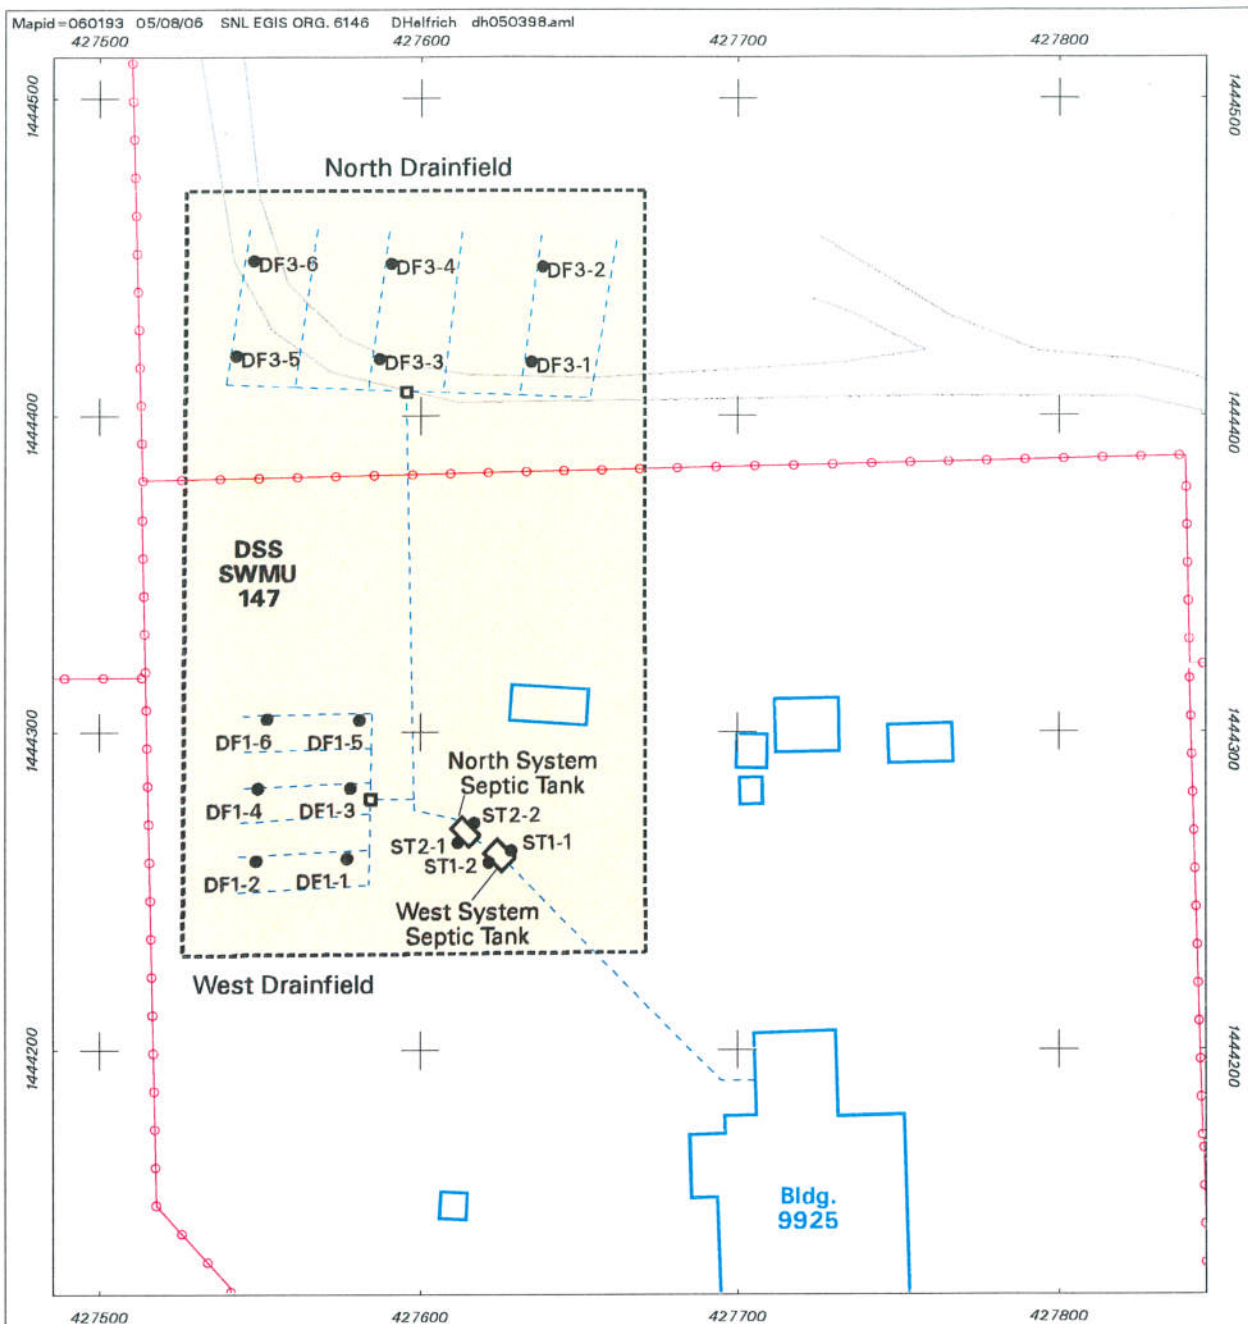 Mapid=060193 05/08/06 SNL EGIS ORG. 6146 DHelfrich dh050398.aml
427500 427600 427700 427800
1444500 1444500
North Drainfield
DF3-6 DF3-4 DF3-2
DF3-5 DF3-3 DF3-1
1444400 1444400
DSS
SWMU
147
DF1-6 DF1-5
1444300 1444300
North System
Septic Tank
DF1-4 DF1-3
ST2-2
ST2-1 ST1-1
ST1-2
DF1-2 DF1-1
West System
Septic Tank
West Drainfield
1444200 1444200
Bldg.
9925
427500 427600 427700 427800